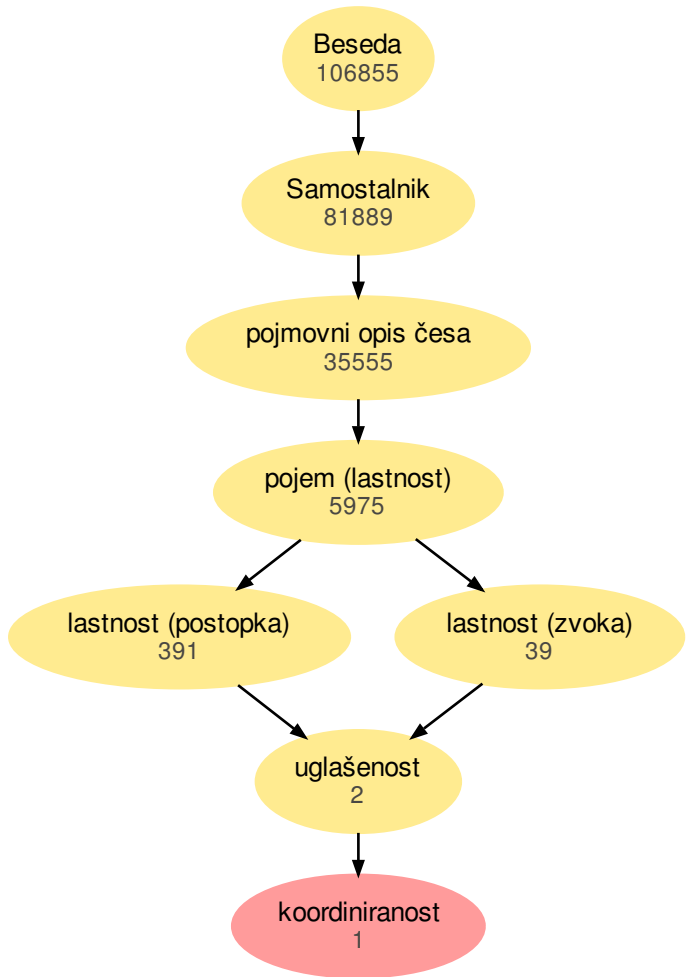 Beseda
106855
Samostalnik
81889
pojmovni opis česa
35555
pojem (lastnost)
5975
lastnost (postopka)
391
lastnost (zvoka)
39
uglašenost
2
koordiniranost
1